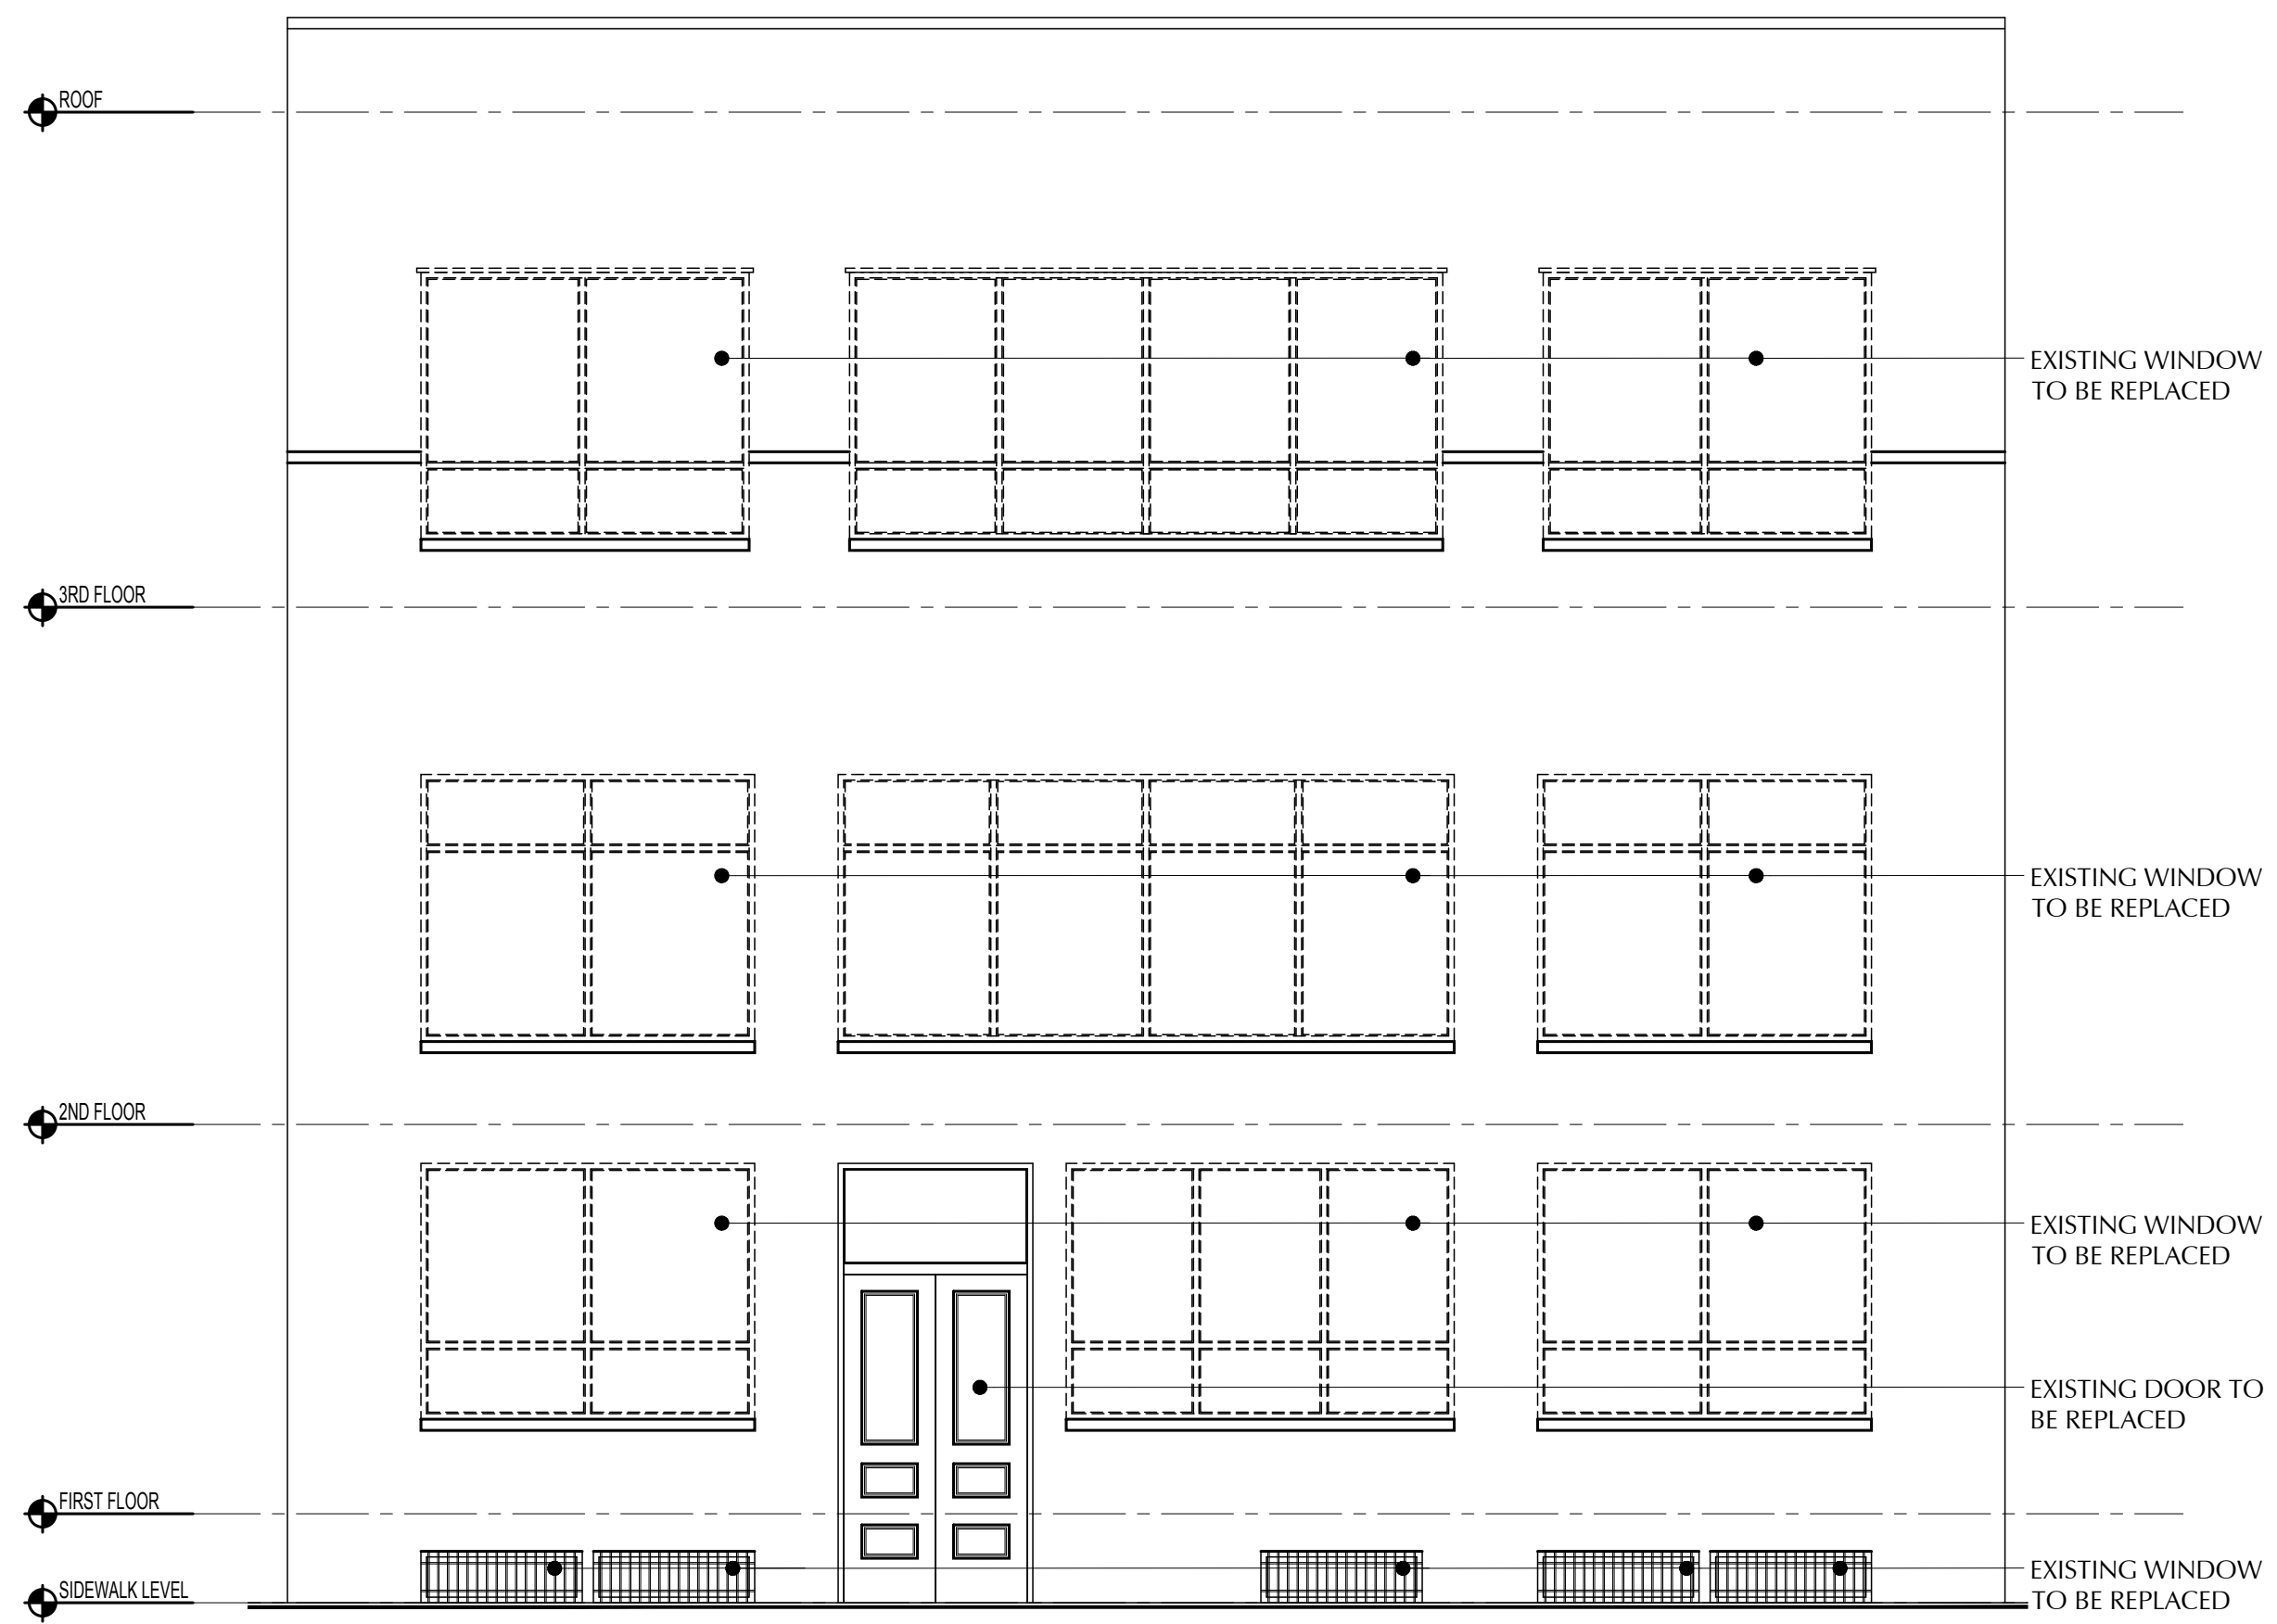 ROOF
EXISTING WINDOW
TO BE REPLACED
3RD FLOOR
EXISTING WINDOW
TO BE REPLACED
2ND FLOOR
EXISTING WINDOW
TO BE REPLACED
EXISTING DOOR TO
BE REPLACED
FIRST FLOOR
EXISTING WINDOW
TO BE REPLACED
SIDEWALK LEVEL